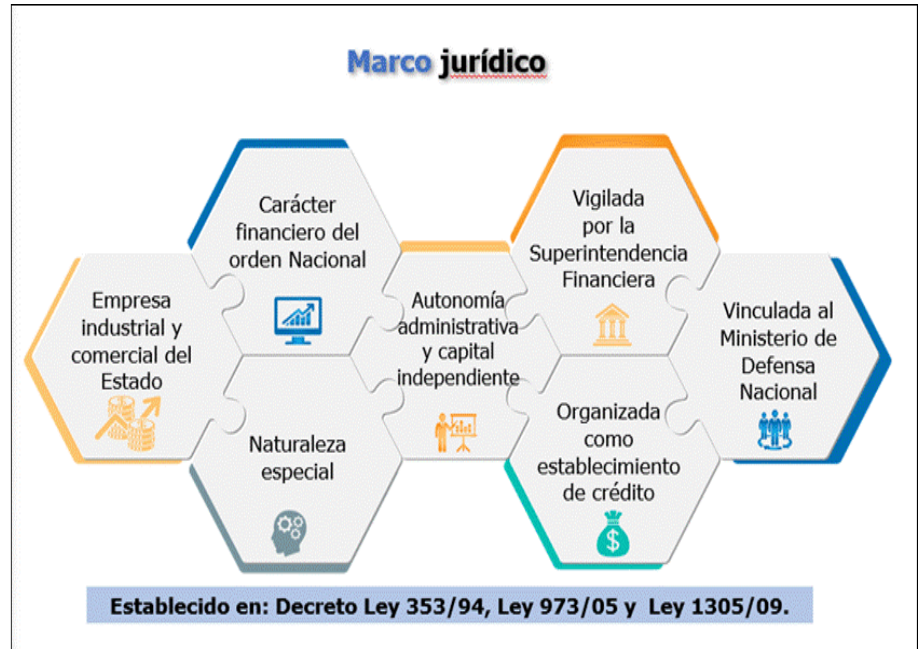 Marco jurídico
Carácter
financiero del
orden Nacional
Vigilada
por la
Superintendencia
Financiera
Empresa
industrial y
comercial del
Estado
Autonomía
administrativa
y capital
independiente
Vinculada al
Ministerio de
Defensa
Nacional
Naturaleza
especial
Organizada
como
establecimiento
de crédito
$
Establecido en: Decreto Ley 353/94, Ley 973/05 y Ley 1305/09.